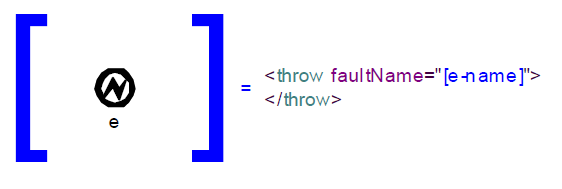 e
=
<throw faultName="[e-name]">
</throw>